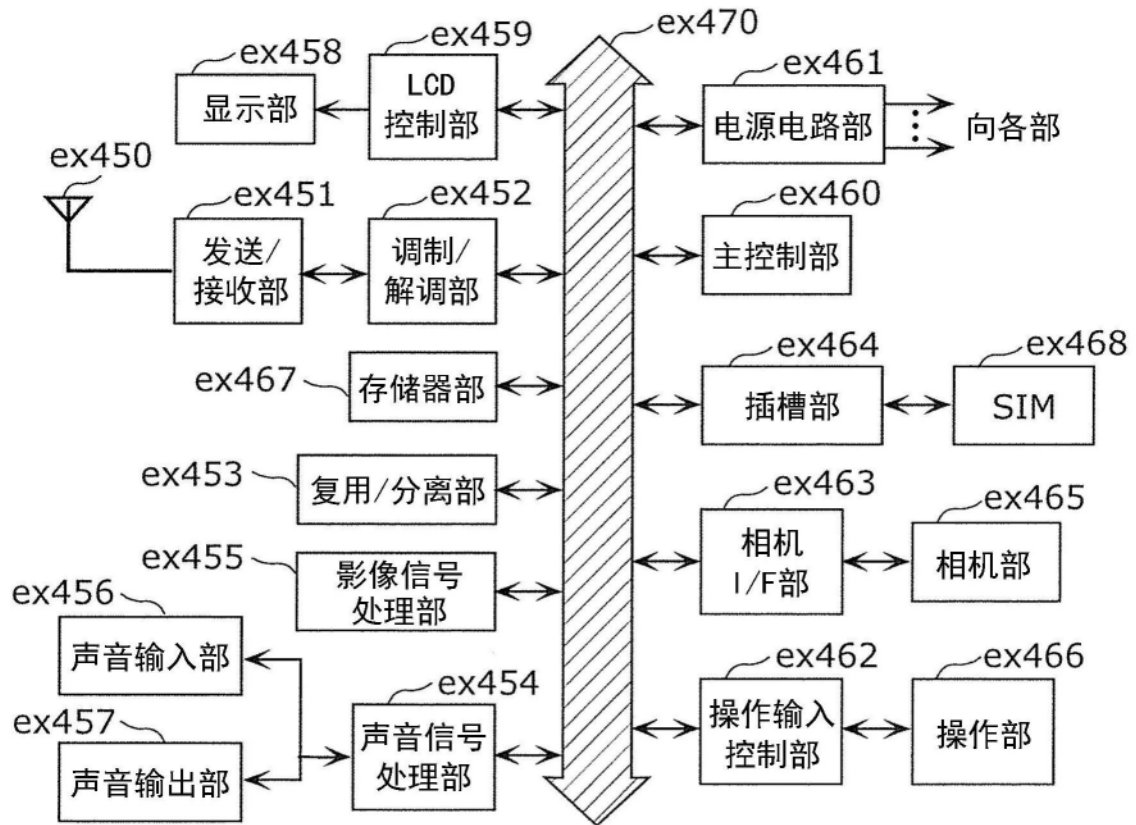 ex470
ex459
ex458
LCD
控制部
显示部
ex461
电源电路部
向各部
ex450
ex451
ex452
发送/
接收部
调制/
解调部
ex460
主控制部
ex467
存储器部
ex464
ex468
插槽部
SIM
ex453
复用/分离部
ex463
ex465
相机
I/F部
相机部
ex455
影像信号
处理部
ex456
声音输入部
ex454
声音信号
处理部
ex457
声音输出部
ex462
ex466
操作输入
控制部
操作部